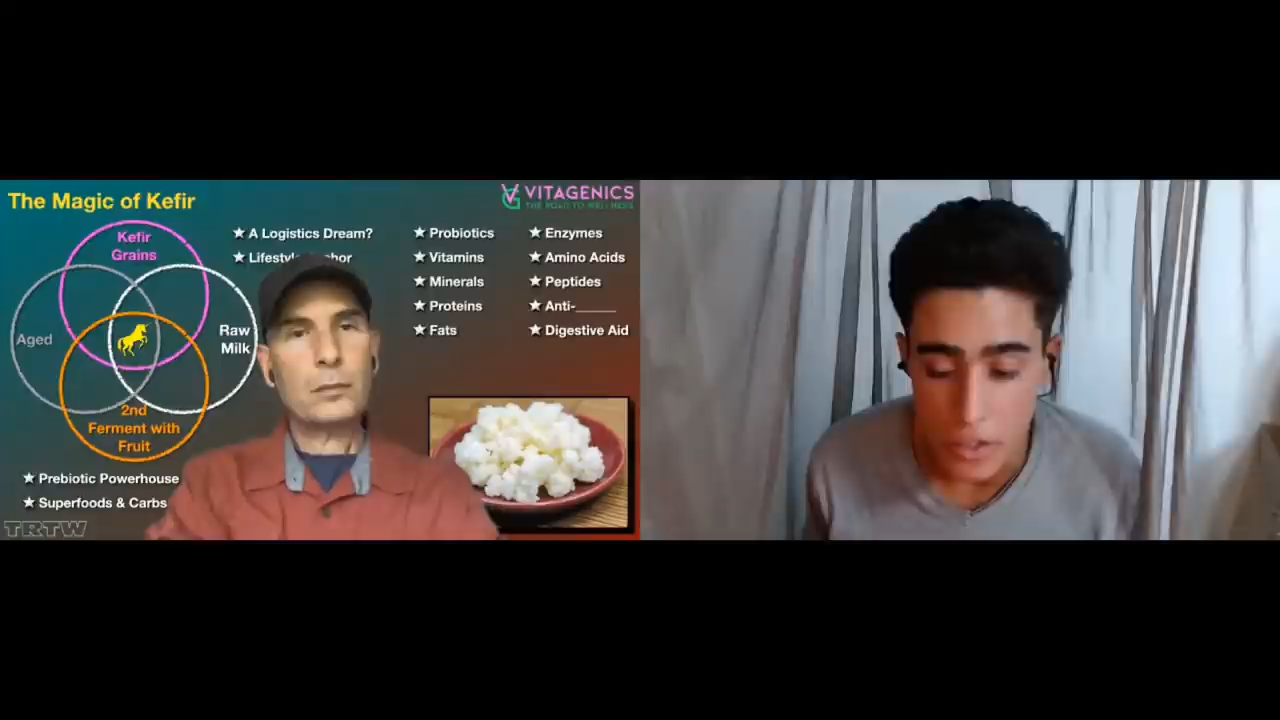 The Magic of Kefir
VITAGENICS
THE ROAD TO WELLNESS
Kefir
Grains
Aged
Raw
Milk
2nd
Ferment with
Fruit
★ Prebiotic Powerhouse
★ Superfoods & Carbs
TRTW
★ A Logistics Dream?
★ Lifestyle
★ Probiotics
★ Vitamins
★ Minerals
★ Proteins
★ Fats
★ Enzymes
★ Amino Acids
★ Peptides
★ Anti-______
★ Digestive Aid